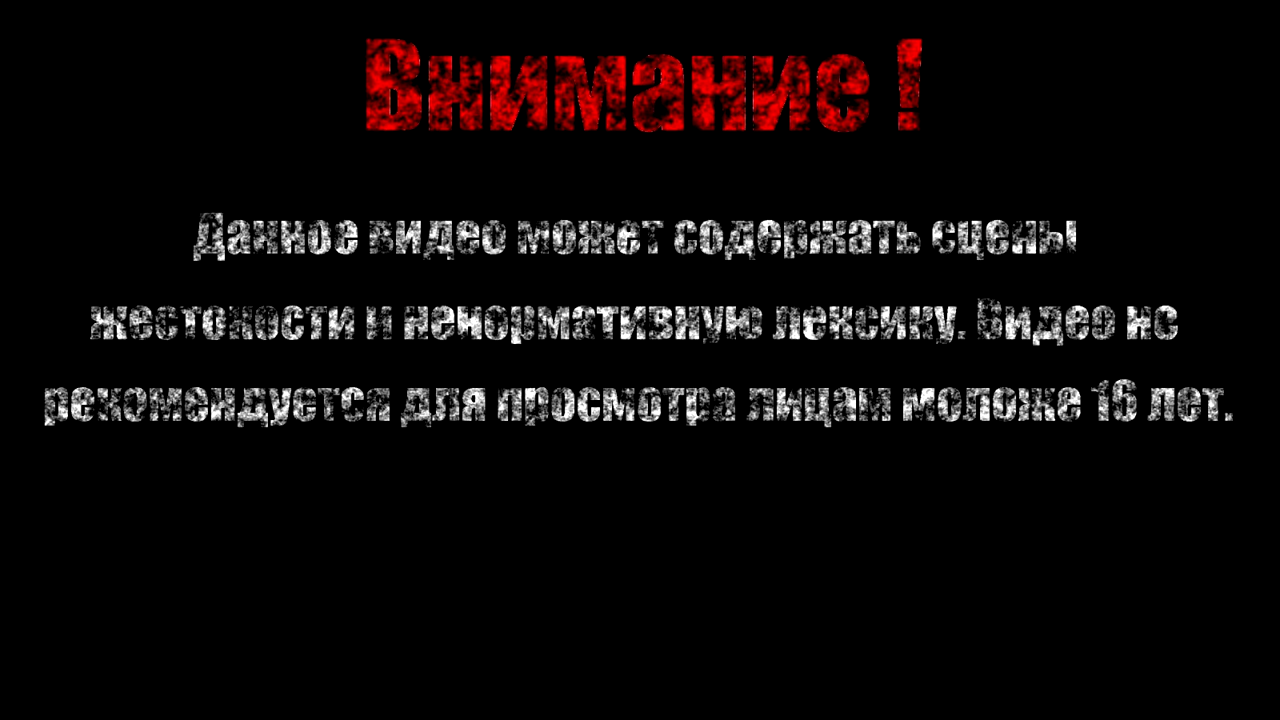 Внимание !
Данное видео может содержать сцены
жестокости и ненормативную лексику. Видео не
рекомендуется для просмотра лицам моложе 16 лет.